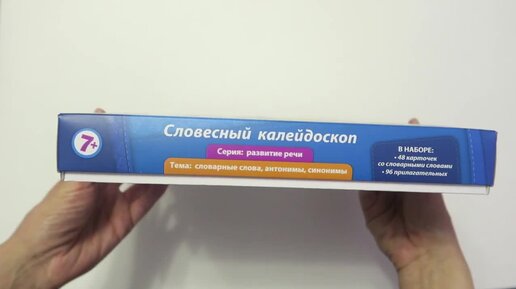 7+
Словесный калейдоскоп
Серия: развитие речи
Тема: словарные слова, антонимы, синонимы
В НАБОРЕ:
• 48 карточек
со словарными словами
• 96 прилагательных